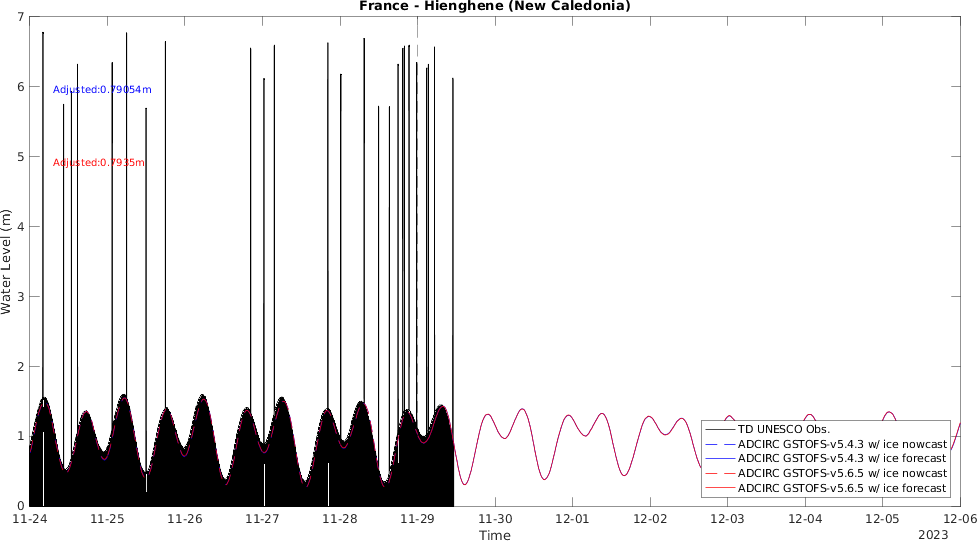 France - Hienghene (New Caledonia)
7
6
5
4
3
2
1
0
Water Level (m)
Adjusted:0.79054m
Adjusted:0.7935m
TD UNESCO Obs.
ADCIRC GSTOFS-v5.4.3 w/ ice nowcast
ADCIRC GSTOFS-v5.4.3 w/ ice forecast
ADCIRC GSTOFS-v5.6.5 w/ ice nowcast
ADCIRC GSTOFS-v5.6.5 w/ ice forecast
11-24 11-25 11-26 11-27 11-28 11-29 11-30 12-01 12-02 12-03 12-04 12-05 12-06
Time
2023